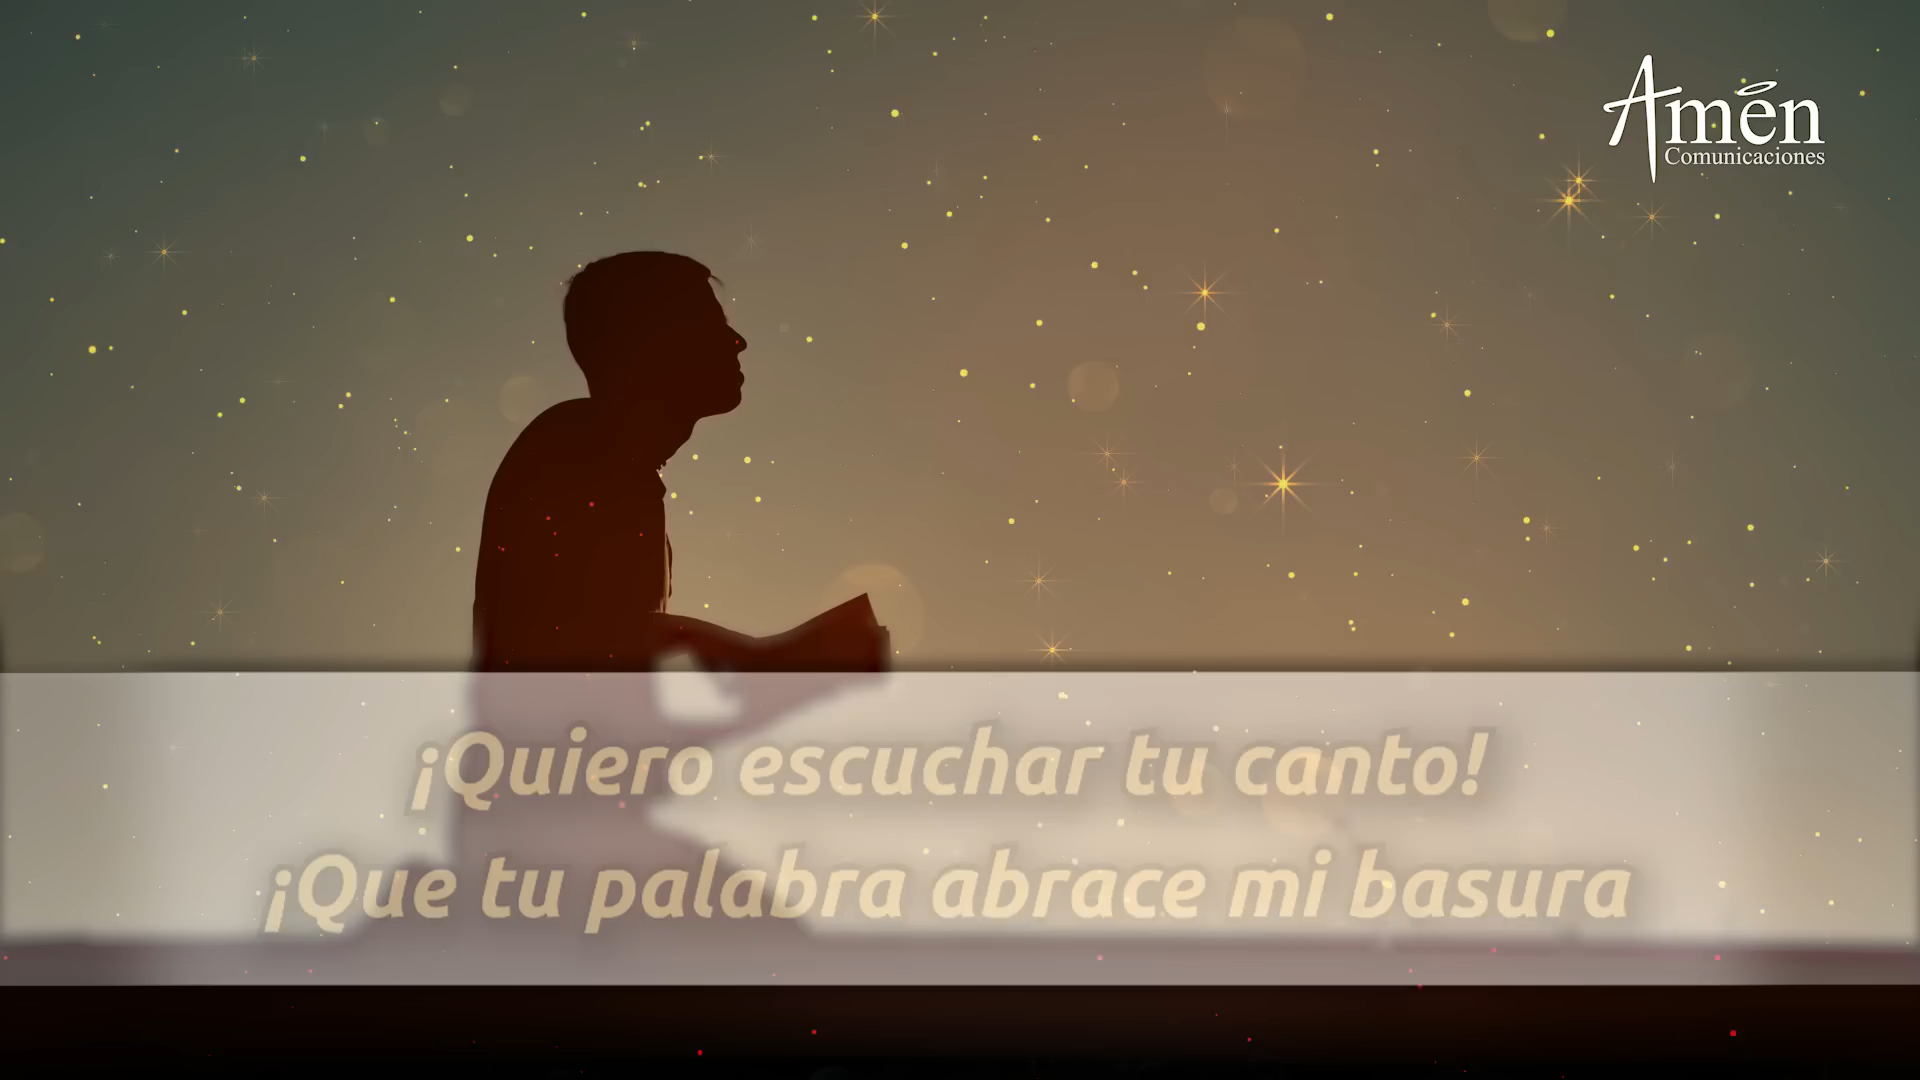 Amén
Comunicaciones
¡Quiero escuchar tu canto!
¡Que tu palabra abrace mi basura